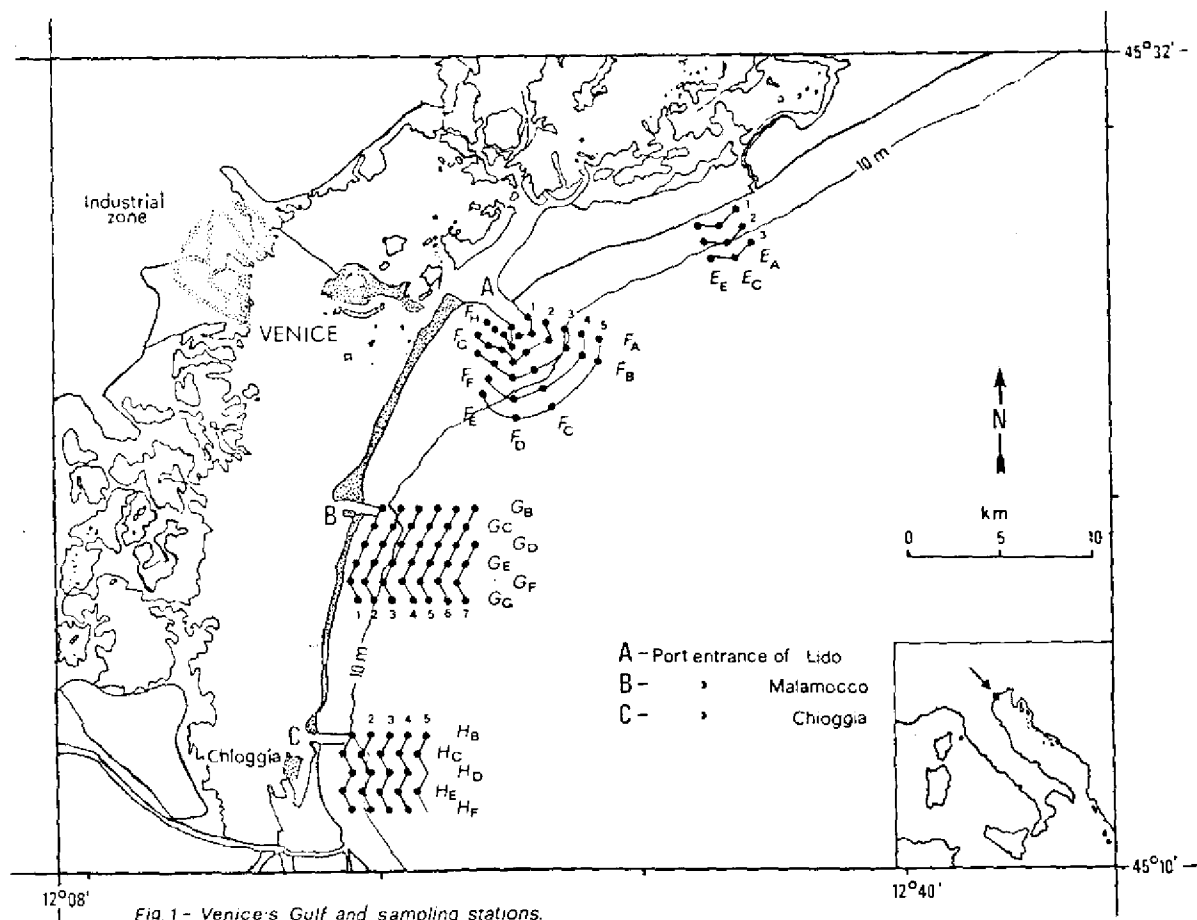 45°32'
10 m
Industrial
zone
1
2
3
E_A
E_E E_C
A
VENICE
F_H
1 2 3 4 5
F_G
F_A
F_B
F_F
F_E
F_D
F_C
N
B
G_B
G_C
G_D
G_E
G_F
G_G
1 2 3 4 5 6 7
km
0 5 10
10 m
A - Port entrance of Lido
B - » Malamocco
C - » Chioggia
C
2 3 4 5
H_B
Chioggia
H_C
H_D
H_E
H_F
45°10'
12°08'
12°40'
Fig. 1 - Venice's Gulf and sampling stations.